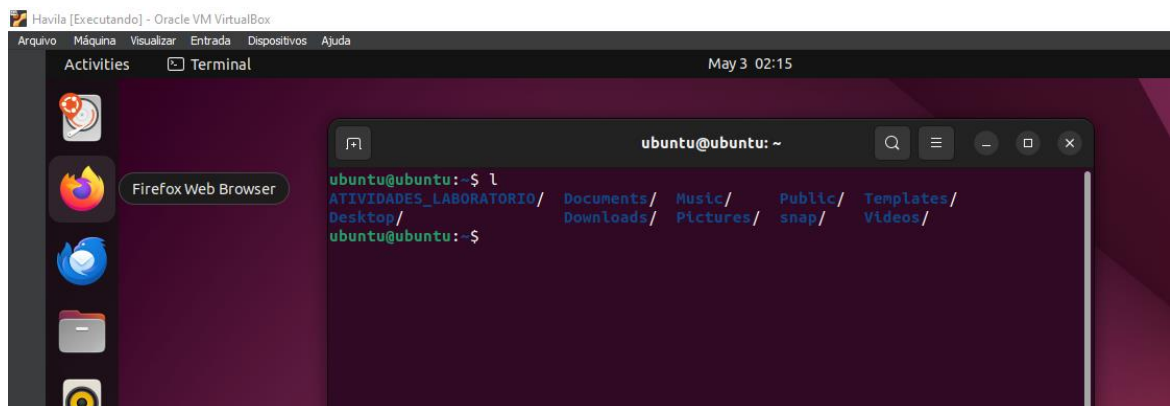 Havila [Executando] - Oracle VM VirtualBox
Arquivo Máquina Visualizar Entrada Dispositivos Ajuda
Activities Terminal May 3 02:15
ubuntu@ubuntu: ~
Firefox Web Browser
ubuntu@ubuntu:~$ l
ATIVIDADES_LABORATORIO/ Documents/ Music/ Public/ Templates/
Desktop/ Downloads/ Pictures/ snap/ Videos/
ubuntu@ubuntu:~$